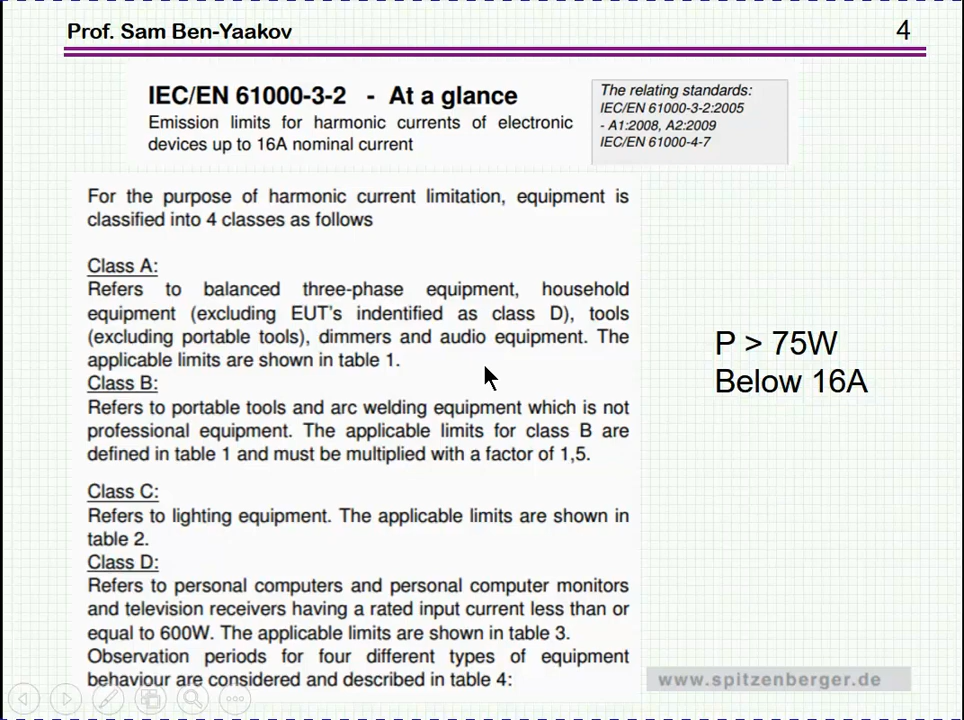 Prof. Sam Ben-Yaakov
4
IEC/EN 61000-3-2 - At a glance
Emission limits for harmonic currents of electronic
devices up to 16A nominal current
The relating standards:
IEC/EN 61000-3-2:2005
- A1:2008, A2:2009
IEC/EN 61000-4-7
For the purpose of harmonic current limitation, equipment is
classified into 4 classes as follows
Class A:
Refers to balanced three-phase equipment, household
equipment (excluding EUT's indentified as class D), tools
(excluding portable tools), dimmers and audio equipment. The
applicable limits are shown in table 1.
Class B:
Refers to portable tools and arc welding equipment which is not
professional equipment. The applicable limits for class B are
defined in table 1 and must be multiplied with a factor of 1,5.
Class C:
Refers to lighting equipment. The applicable limits are shown in
table 2.
Class D:
Refers to personal computers and personal computer monitors
and television receivers having a rated input current less than or
equal to 600W. The applicable limits are shown in table 3.
Observation periods for four different types of equipment
behaviour are considered and described in table 4:
P > 75W
Below 16A
www.spitzenberger.de